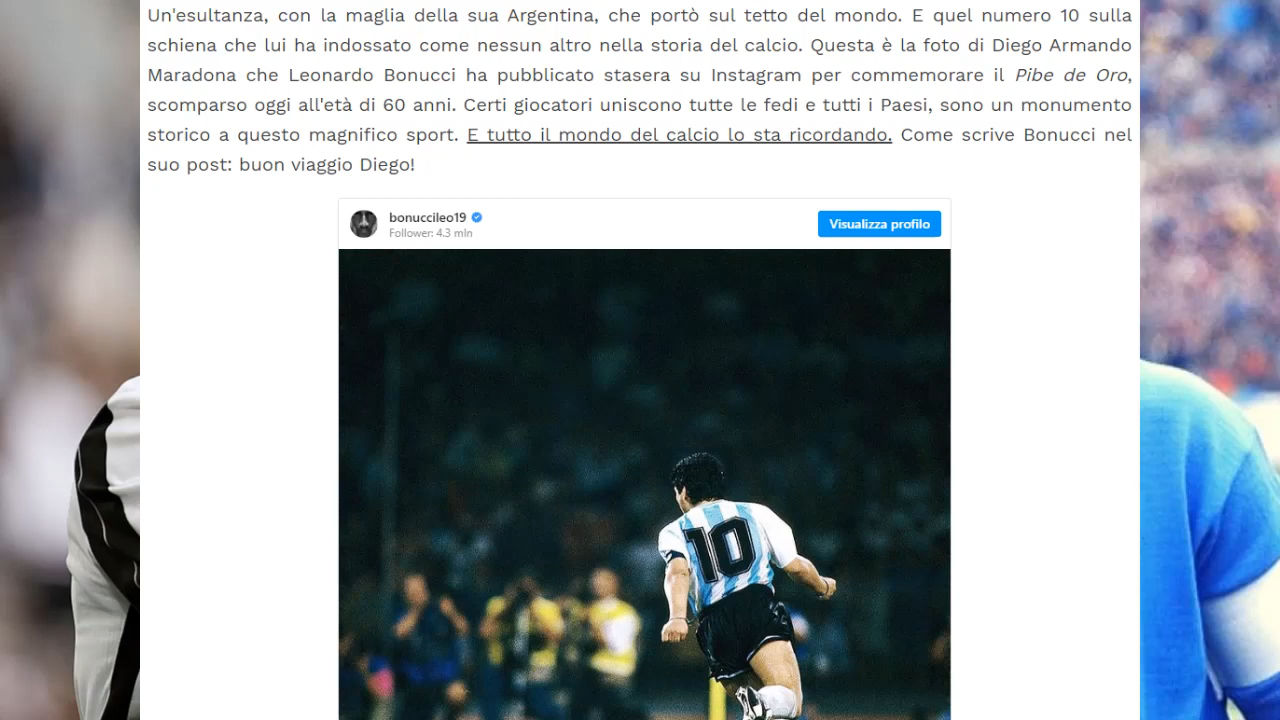 Un'esultanza, con la maglia della sua Argentina, che portò sul tetto del mondo. E quel numero 10 sulla
schiena che lui ha indossato come nessun altro nella storia del calcio. Questa è la foto di Diego Armando
Maradona che Leonardo Bonucci ha pubblicato stasera su Instagram per commemorare il Pibe de Oro,
scomparso oggi all'età di 60 anni. Certi giocatori uniscono tutte le fedi e tutti i Paesi, sono un monumento
storico a questo magnifico sport. E tutto il mondo del calcio lo sta ricordando. Come scrive Bonucci nel
suo post: buon viaggio Diego!
bonuccileo19
Visualizza profilo
Follower: 4.3 mln
10